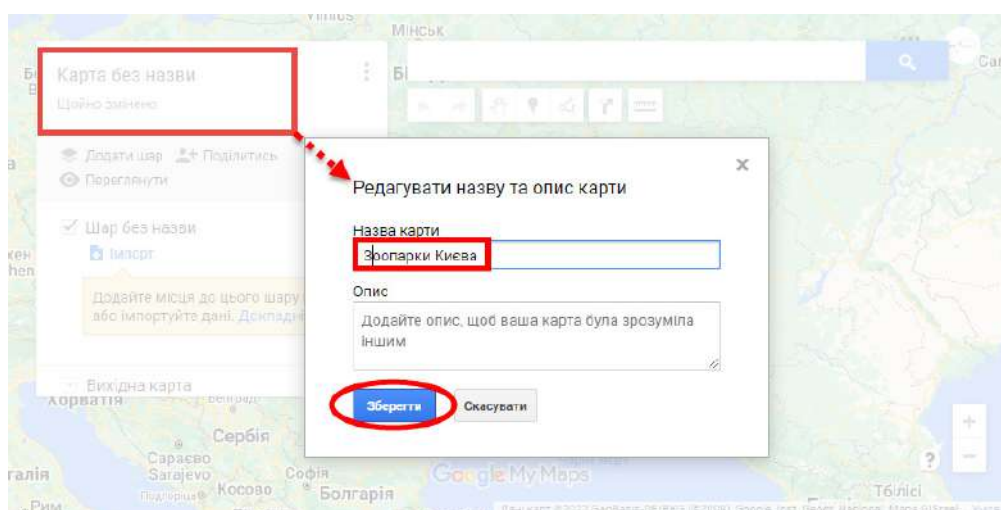 Мінськ
Карта без назви
Щойно змінено
Додати шар
Поділитись
Переглянути
Редагувати назву та опис карти
Шар без назви
Назва карти
Імпорт
Зоопарки Києва
Опис
Додайте місця до цього шару
або імпортуйте дані. Докладні
Додайте опис, щоб ваша карта була зрозуміла
іншим
Вихідна карта
Хорватія
Зберегти
Скасувати
Сербія
Сараєво
Sarajevo
Софія
Google My Maps
?
Косово
Болгарія
Тбілісі
Рим